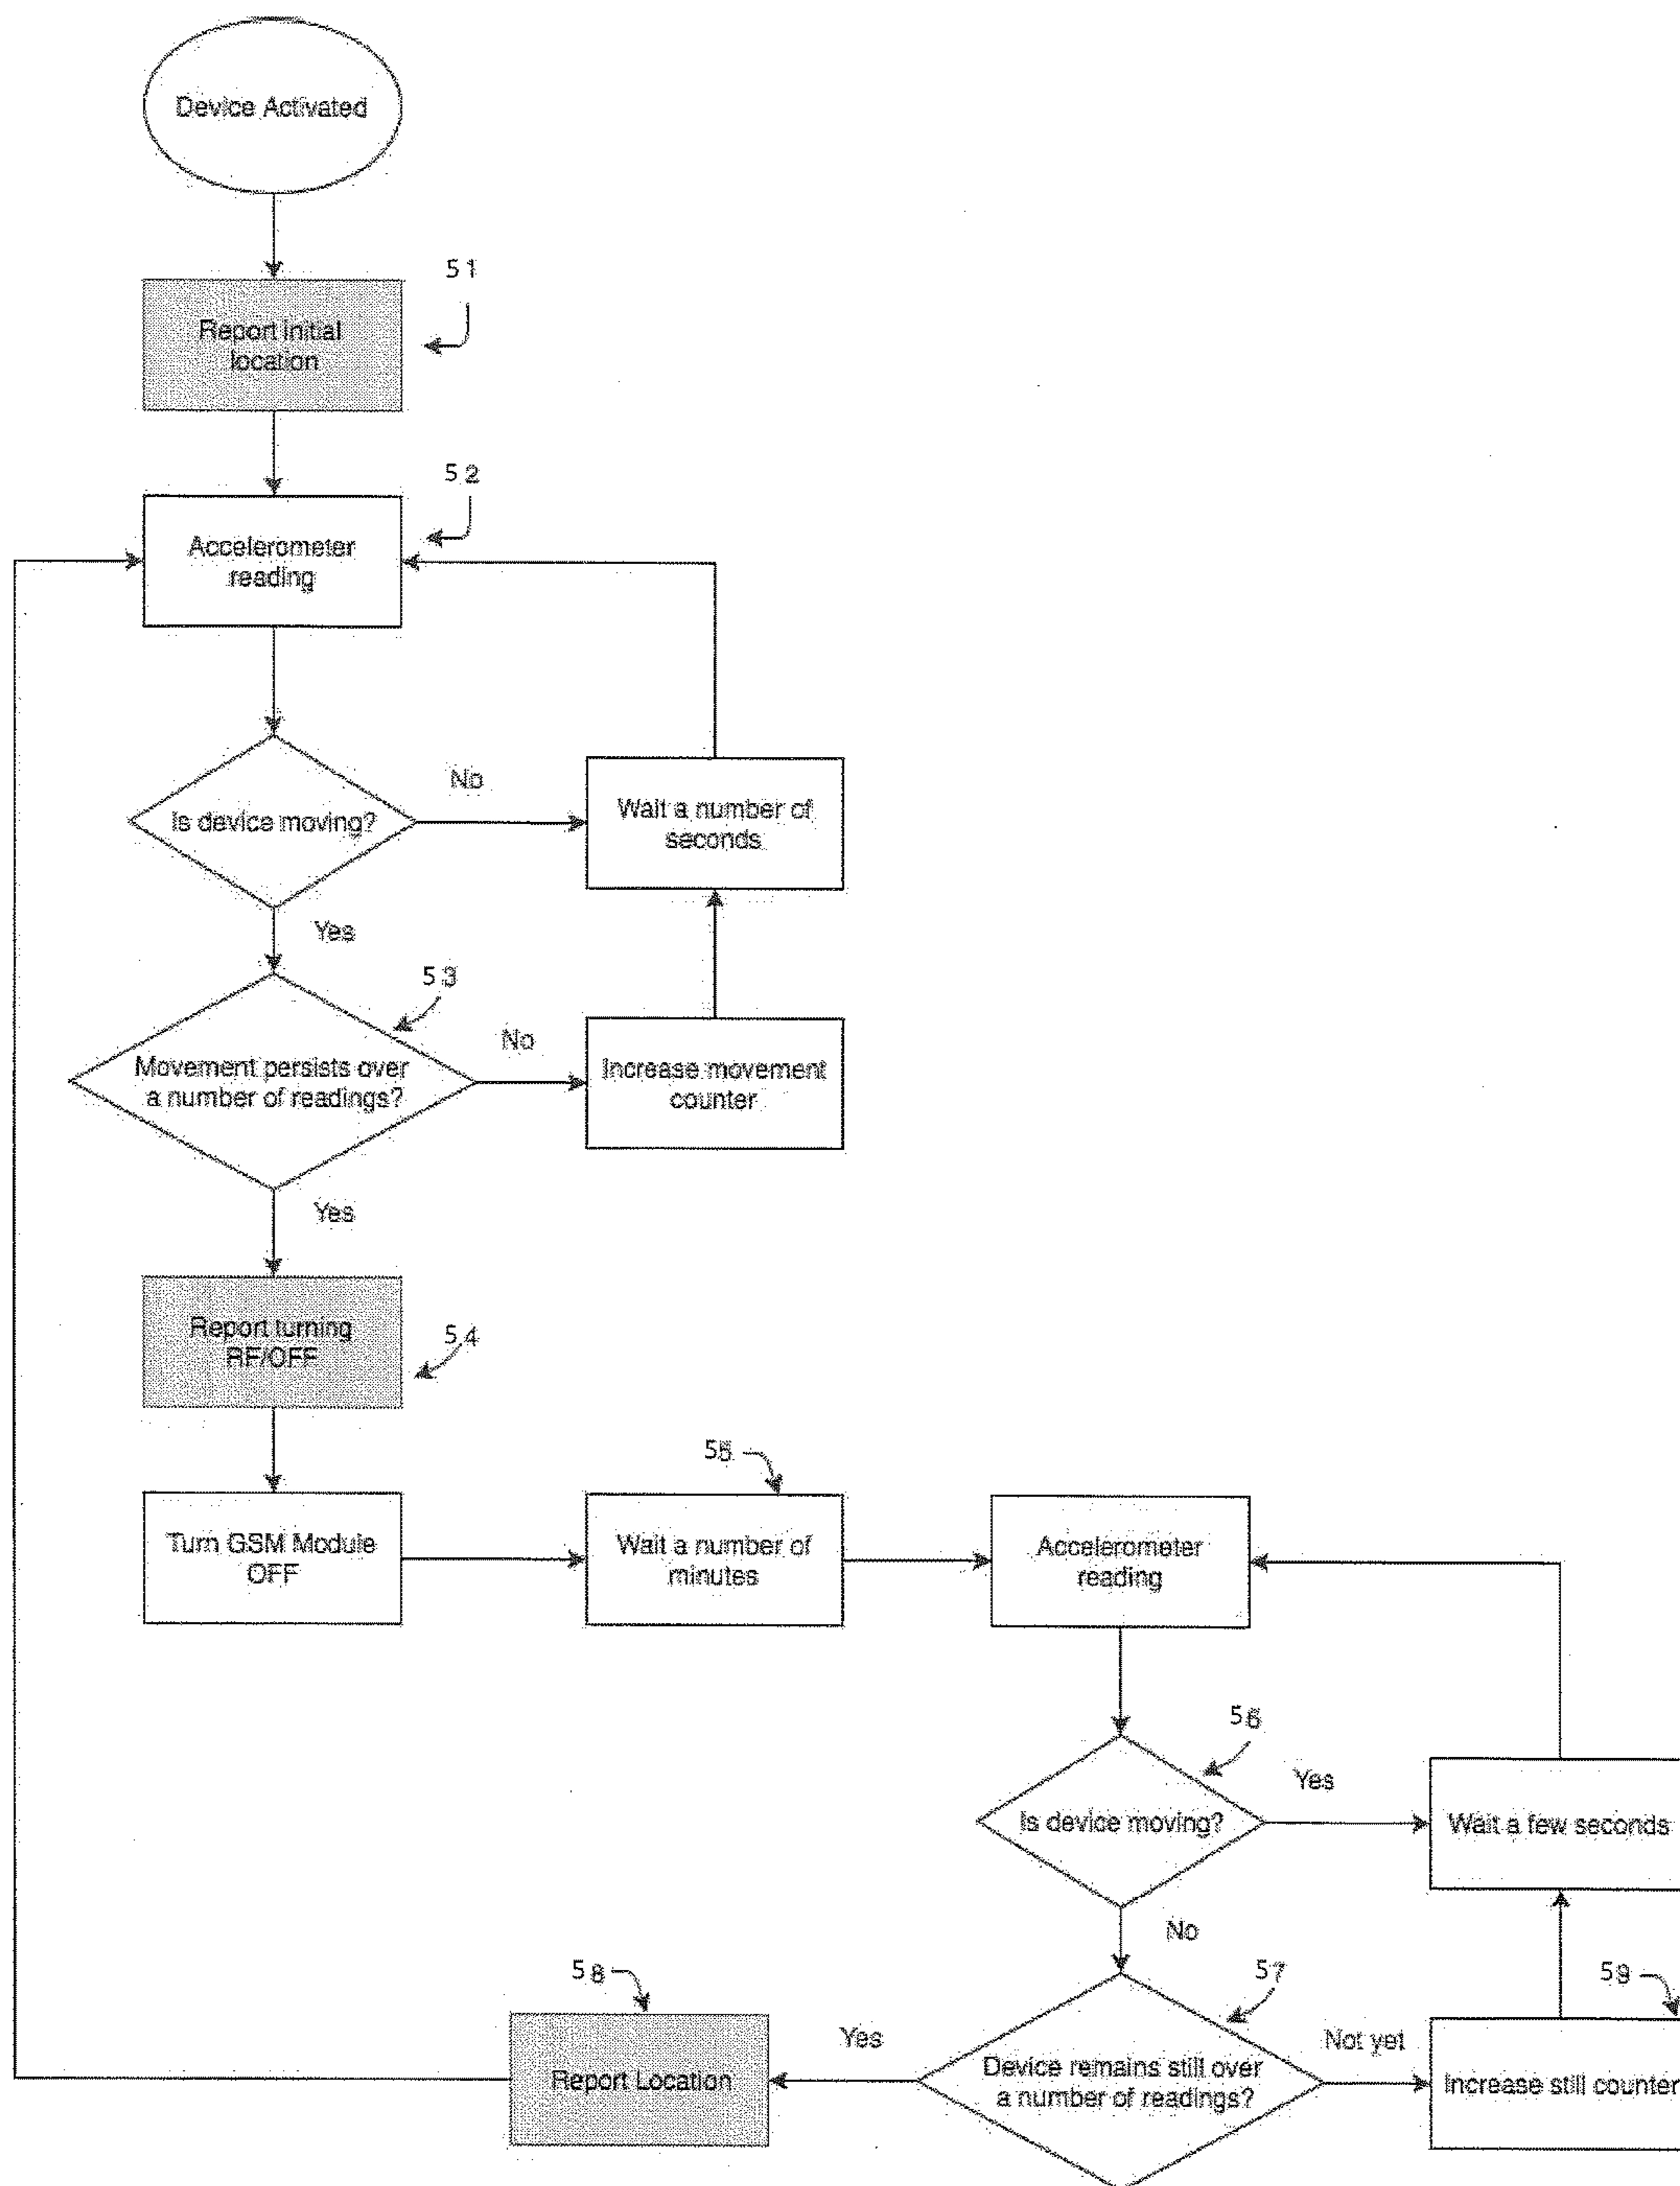 Device Activated
51
Report initial
location
52
Accelerometer
reading
No
Is device moving?
Wait a number of
seconds
Yes
53
No
Movement persists over
a number of readings?
Increase movement
counter
Yes
Report turning
RF/OFF
54
55
Turn GSM Module
OFF
Wait a number of
minutes
Accelerometer
reading
56
Yes
Is device moving?
Wait a few seconds
No
58
57
59
Yes
Not yet
Report Location
Device remains still over
a number of readings?
Increase still counter